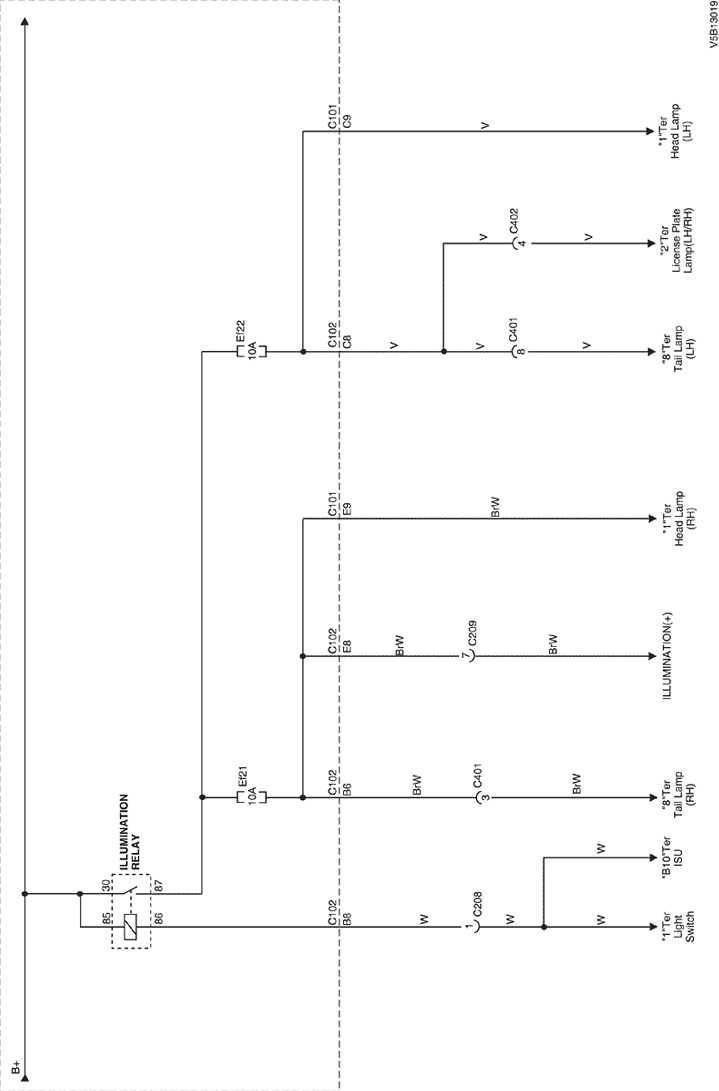 V5B13019
B+
ILLUMINATION
RELAY
85
30
86
87
Ef21
10A
Ef22
10A
C102
B8
C102
B6
C102
E8
C101
E9
C102
C8
C101
C9
W
1
C208
W
W
W
BrW
3
C401
BrW
BrW
7
C209
BrW
BrW
V
V
8
C401
V
V
4
C402
V
V
"1"Ter
Light
Switch
"B10"Ter
ISU
"8"Ter
Tail Lamp
(RH)
ILLUMINATION(+)
"1"Ter
Head Lamp
(RH)
"8"Ter
Tail Lamp
(LH)
"2"Ter
License Plate
Lamp(LH/RH)
"1"Ter
Head Lamp
(LH)